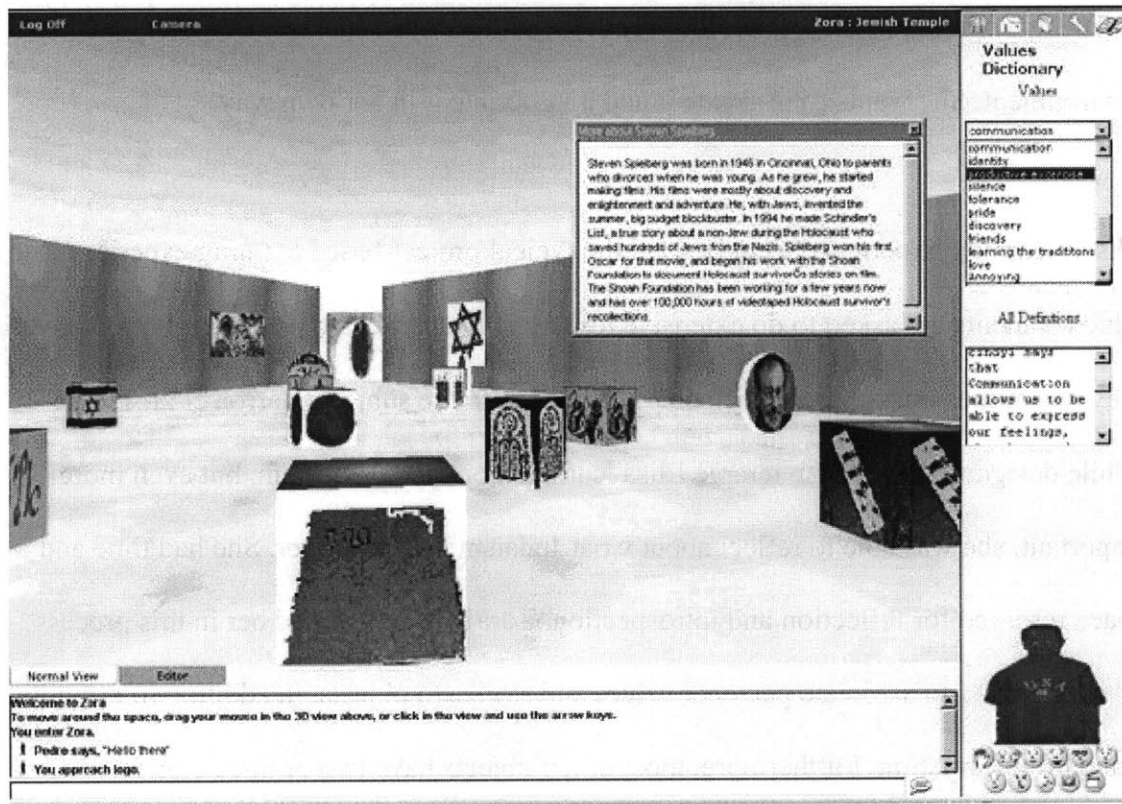 Log Off Camera Zora : Jewish Temple
Values
Dictionary
Values
communication
communication
identity
productive excerpise
silence
tolerance
pride
discovery
friends
learning the traditions
love
Annoying
All Definitions
cindyl says
that
Communication
allows us to be
able to express
our feelings,
More about Steven Spielberg
Steven Spieberg was born in 1946 in Cincinnati, Ohio to parents
who divorced when he was young. As he grew, he started
making films. His films were mostly about discovery and
enlightenment and adventure. He, with Jaws, invented the
summer, big budget blockbuster. In 1994 he made Schindler's
List, a true story about a non-Jew during the Holocaust who
saved hundreds of Jews from the Nazis. Spielberg won his first
Oscar for that movie, and began his work with the Shoah
Foundation to document Holocaust survivorÕs stories on film.
The Shoah Foundation has been working for a few years now
and has over 100,000 hours of videotaped Holocaust survivor's
recollections.
USA
Normal View Editor
Welcome to Zora
To move around the space, drag your mouse in the 3D view above, or click in the view and use the arrow keys.
You enter Zora.
Pedro says, "Hello there"
You approach logo.